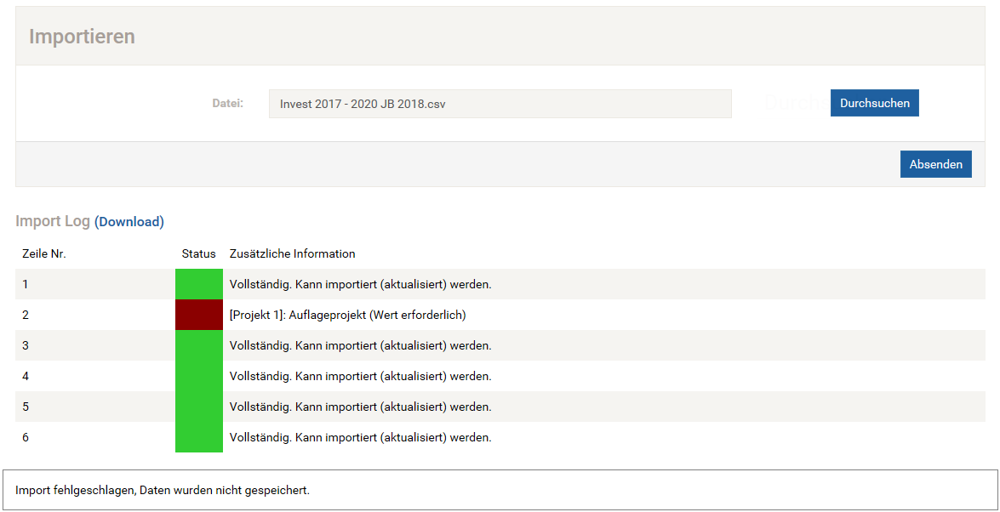 Importieren
Datei: Invest 2017 - 2020 JB 2018.csv Durchsuchen
Absenden
Import Log (Download)
Zeile Nr. Status Zusätzliche Information
1 Vollständig. Kann importiert (aktualisiert) werden.
2 [Projekt 1]: Auflageprojekt (Wert erforderlich)
3 Vollständig. Kann importiert (aktualisiert) werden.
4 Vollständig. Kann importiert (aktualisiert) werden.
5 Vollständig. Kann importiert (aktualisiert) werden.
6 Vollständig. Kann importiert (aktualisiert) werden.
Import fehlgeschlagen, Daten wurden nicht gespeichert.